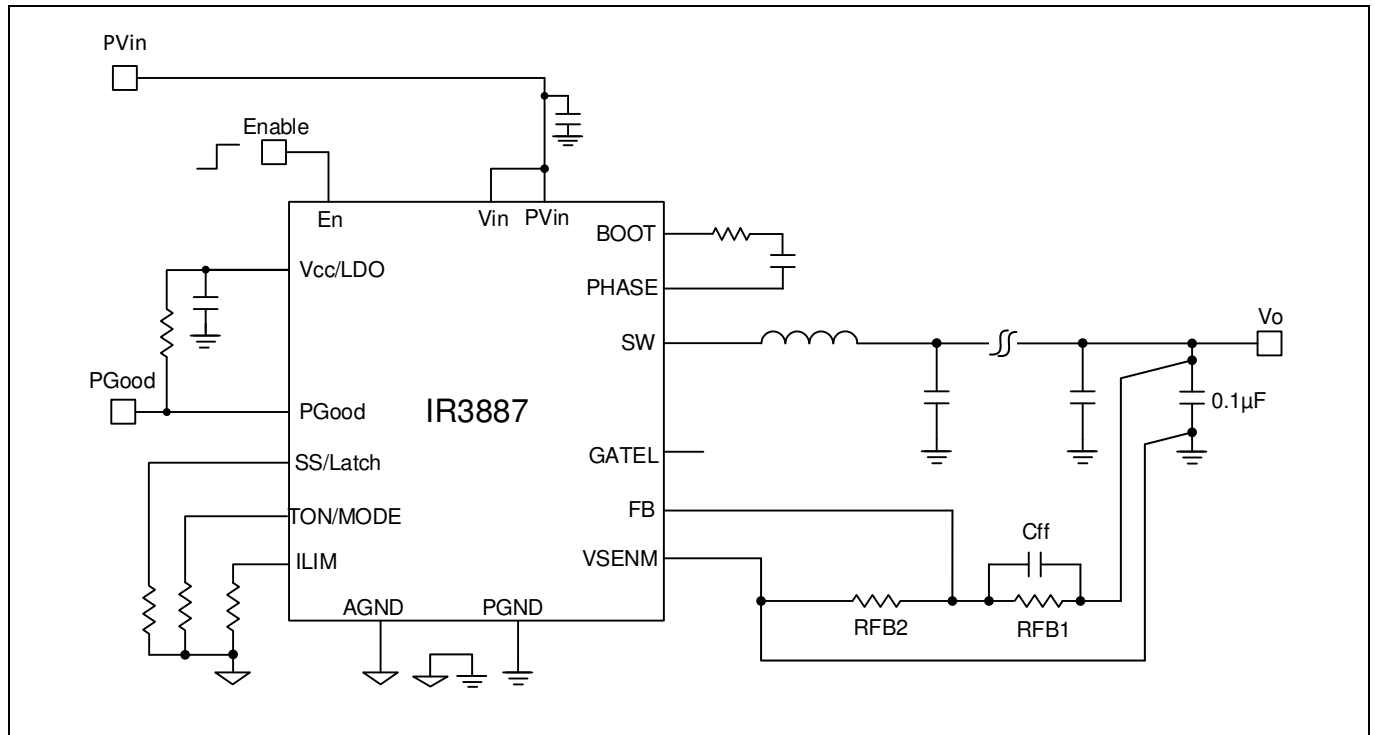 PVin
Enable
En
Vin
PVin
BOOT
Vcc/LDO
PHASE
SW
Vo
PGood
PGood
IR3887
0.1µF
GATEL
SS/Latch
FB
TON/MODE
Cff
VSENM
ILIM
AGND
PGND
RFB2
RFB1